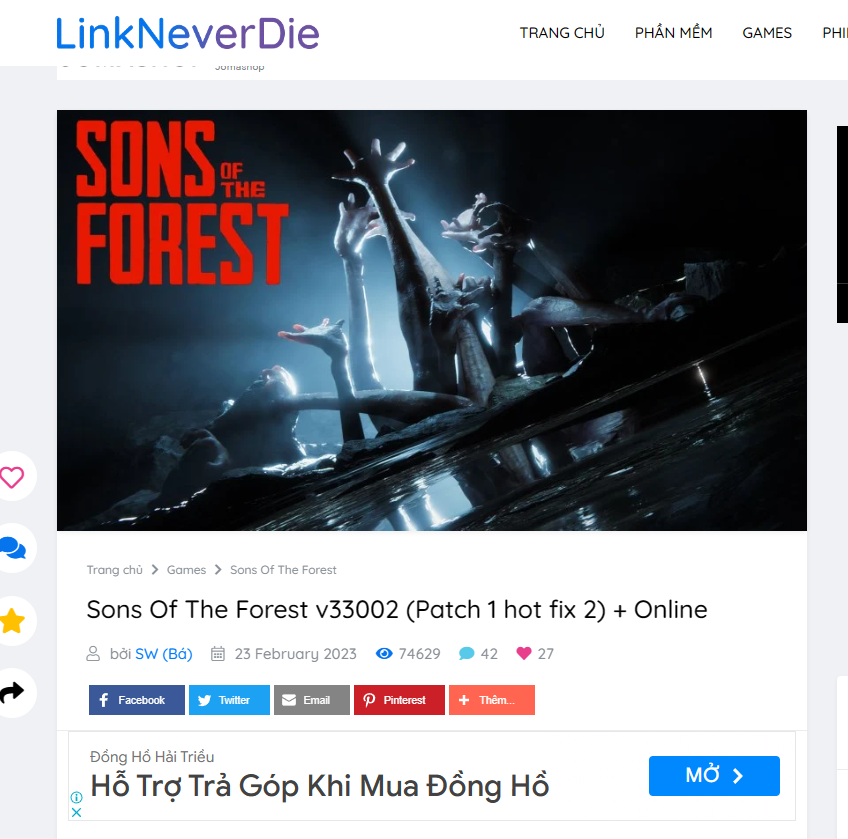 LinkNeverDie
TRANG CHỦ PHẦN MỀM GAMES PHI
Jomashop
SONS OF THE FOREST
Trang chủ > Games > Sons Of The Forest
Sons Of The Forest v33002 (Patch 1 hot fix 2) + Online
bởi SW (Bá) 23 February 2023 74629 42 27
Facebook Twitter Email Pinterest Thêm...
Đồng Hồ Hải Triều
Hỗ Trợ Trả Góp Khi Mua Đồng Hồ
MỞ